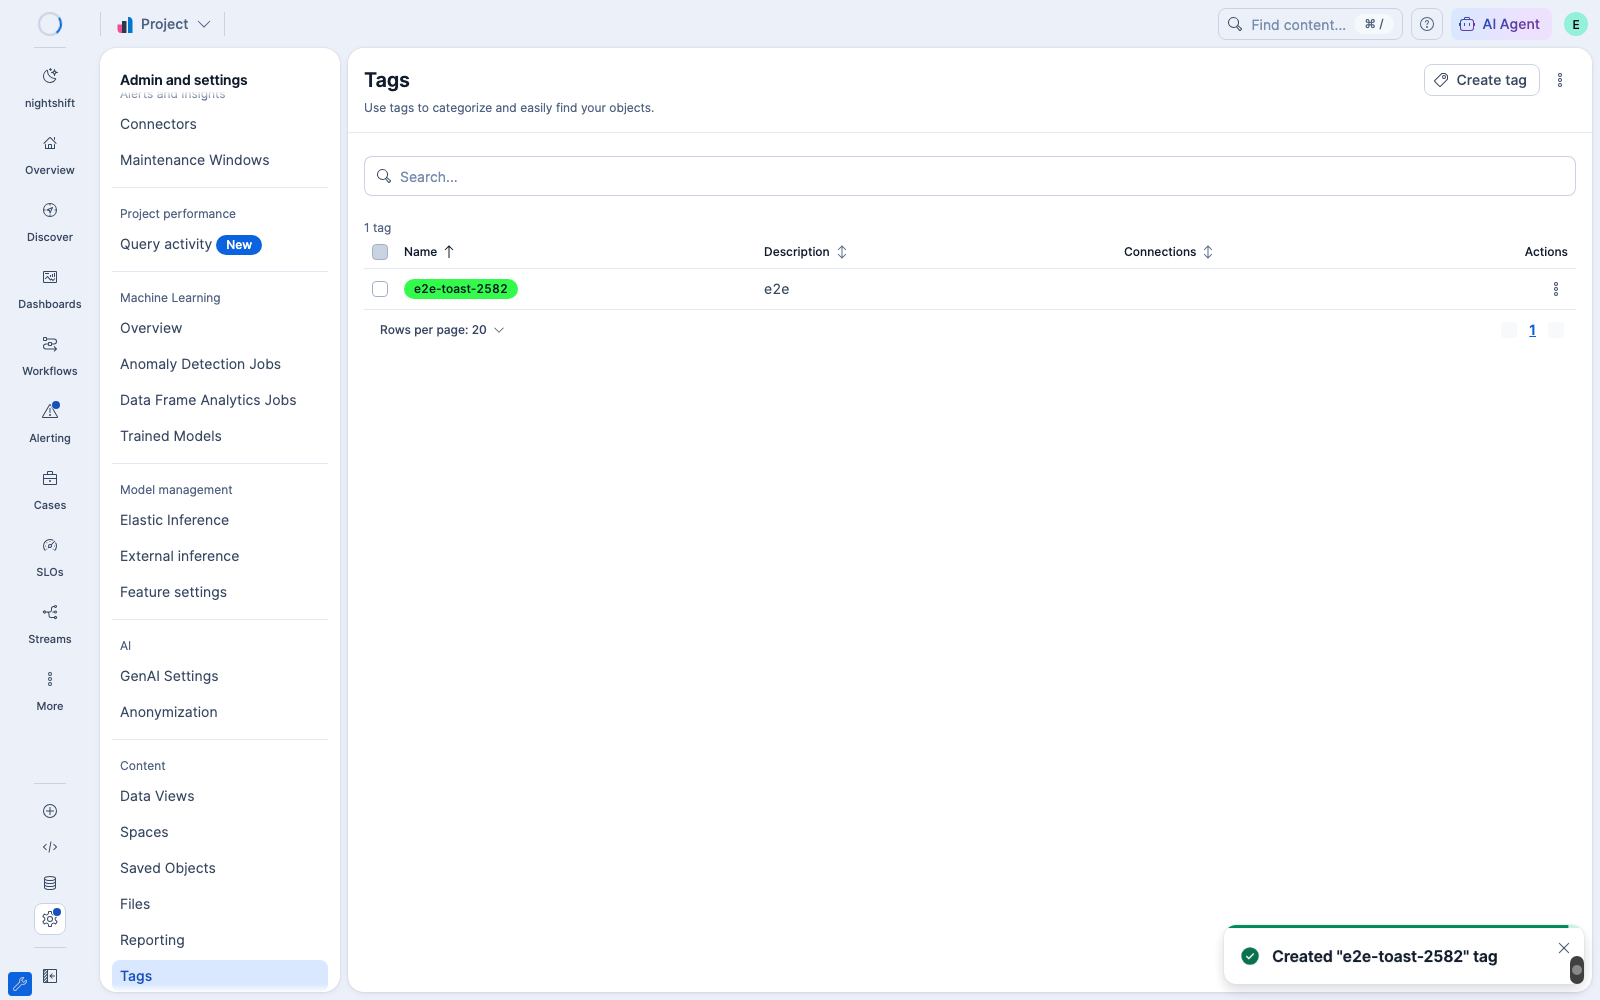 Project
Find content...
⌘ /
AI Agent
E
nightshift
Overview
Discover
Dashboards
Workflows
Alerting
Cases
SLOs
Streams
More
Admin and settings
Alerts and Insights
Connectors
Maintenance Windows
Project performance
Query activity New
Machine Learning
Overview
Anomaly Detection Jobs
Data Frame Analytics Jobs
Trained Models
Model management
Elastic Inference
External inference
Feature settings
AI
GenAI Settings
Anonymization
Content
Data Views
Spaces
Saved Objects
Files
Reporting
Tags
Tags
Create tag
Use tags to categorize and easily find your objects.
Search...
1 tag
Name Description Connections Actions
e2e-toast-2582 e2e
Rows per page: 20
1
Created "e2e-toast-2582" tag